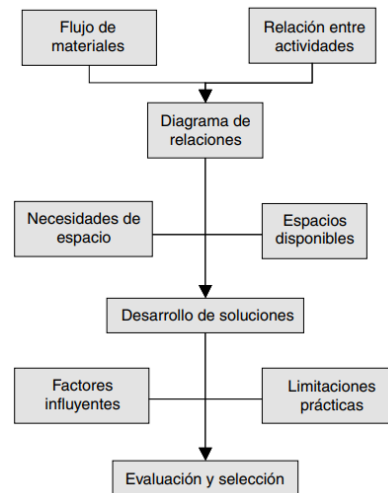 Flujo de
materiales
Relación entre
actividades
Diagrama de
relaciones
Necesidades de
espacio
Espacios
disponibles
Desarrollo de soluciones
Factores
influyentes
Limitaciones
prácticas
Evaluación y selección